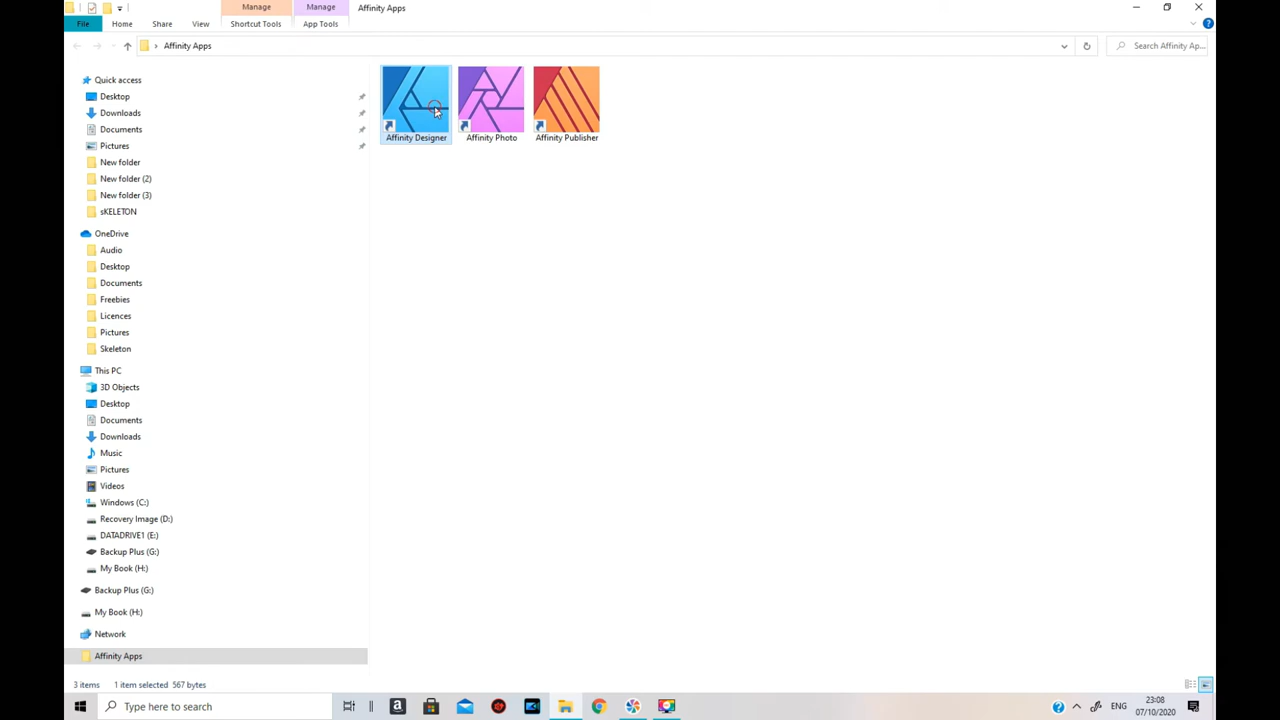 Manage
Manage
Affinity Apps
File
Home
Share
View
Shortcut Tools
App Tools
Affinity Apps
Search Affinity Ap...
Quick access
Desktop
Downloads
Documents
Pictures
New folder
New folder (2)
New folder (3)
sKELETON
OneDrive
Audio
Desktop
Documents
Freebies
Licences
Pictures
Skeleton
This PC
3D Objects
Desktop
Documents
Downloads
Music
Pictures
Videos
Windows (C:)
Recovery Image (D:)
DATADRIVE1 (E:)
Backup Plus (G:)
My Book (H:)
Backup Plus (G:)
My Book (H:)
Network
Affinity Apps
Affinity Designer
Affinity Photo
Affinity Publisher
3 items
1 item selected 567 bytes
Type here to search
a
ENG
23:08
07/10/2020